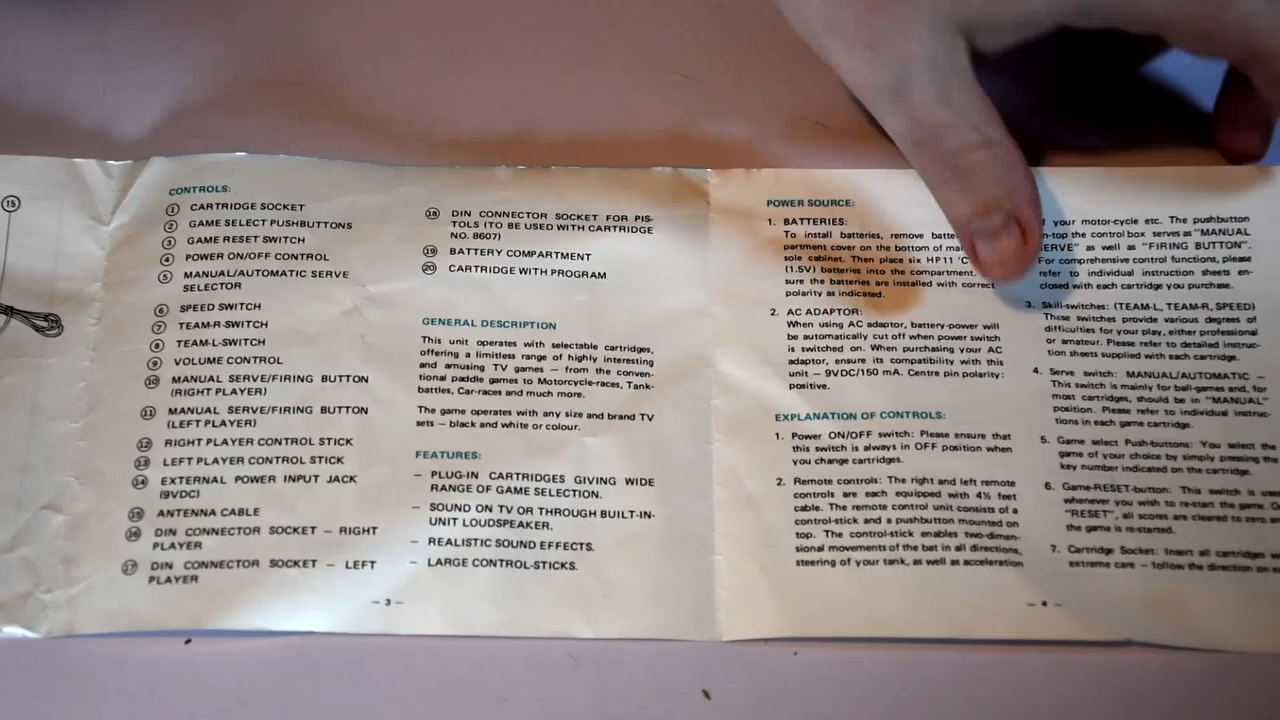 15
CONTROLS:
1 CARTRIDGE SOCKET
2 GAME SELECT PUSHBUTTONS
3 GAME RESET SWITCH
4 POWER ON/OFF CONTROL
5 MANUAL/AUTOMATIC SERVE
SELECTOR
6 SPEED SWITCH
7 TEAM-R-SWITCH
8 TEAM-L-SWITCH
9 VOLUME CONTROL
10 MANUAL SERVE/FIRING BUTTON
(RIGHT PLAYER)
11 MANUAL SERVE/FIRING BUTTON
(LEFT PLAYER)
12 RIGHT PLAYER CONTROL STICK
13 LEFT PLAYER CONTROL STICK
14 EXTERNAL POWER INPUT JACK
(9VDC)
15 ANTENNA CABLE
16 DIN CONNECTOR SOCKET – RIGHT
PLAYER
17 DIN CONNECTOR SOCKET – LEFT
PLAYER
18 DIN CONNECTOR SOCKET FOR PIS-
TOLS (TO BE USED WITH CARTRIDGE
NO. 8607)
19 BATTERY COMPARTMENT
20 CARTRIDGE WITH PROGRAM
GENERAL DESCRIPTION
This unit operates with selectable cartridges,
offering a limitless range of highly interesting
and amusing TV games – from the conven-
tional paddle games to Motorcycle-races, Tank-
battles, Car-races and much more.
The game operates with any size and brand TV
sets – black and white or colour.
FEATURES:
– PLUG-IN CARTRIDGES GIVING WIDE
RANGE OF GAME SELECTION.
– SOUND ON TV OR THROUGH BUILT-IN-
UNIT LOUDSPEAKER.
– REALISTIC SOUND EFFECTS.
– LARGE CONTROL-STICKS.
– 3 –
POWER SOURCE:
1. BATTERIES:
To install batteries, remove
partment cover on the bottom of
sole cabinet. Then place six HP11
(1.5V) batteries into the compartment.
sure the batteries are installed with correct
polarity as indicated.
2. AC ADAPTOR:
When using AC adaptor, battery-power will
be automatically cut off when power switch
is switched on. When purchasing your AC
adaptor, ensure its compatibility with this
unit – 9VDC/150 mA. Centre pin polarity:
positive.
EXPLANATION OF CONTROLS:
1. Power ON/OFF switch: Please ensure that
this switch is always in OFF position when
you change cartridges.
2. Remote controls: The right and left remote
controls are each equipped with 4½ feet
cable. The remote control unit consists of a
control-stick and a pushbutton mounted on
top. The control-stick enables two-dimen-
sional movements of the bat in all directions,
steering of your tank, as well as acceleration
– 4 –
your motor-cycle etc. The pushbutton
the control box serves as "MANUAL
SERVE" as well as "FIRING BUTTON".
For comprehensive control functions, please
refer to individual instruction sheets en-
closed with each cartridge you purchase.
3. Skill-switches: (TEAM-L, TEAM-R, SPEED)
These switches provide various degrees of
difficulties for your play, either professional
or amateur. Please refer to detailed instruc-
tion sheets supplied with each cartridge.
4. Serve switch: MANUAL/AUTOMATIC –
This switch is mainly for ball-games and, for
most cartridges, should be in "MANUAL"
position. Please refer to individual instruc-
tions in each game cartridge.
5. Game select Push-buttons: You select the
game of your choice by simply pressing the
key number indicated on the cartridge.
6. Game-RESET-button: This switch is
whenever you wish to re-start the game.
"RESET", all scores are cleared to zero
the game is re-started.
7. Cartridge Socket: Insert all cartridges
extreme care – follow the direction